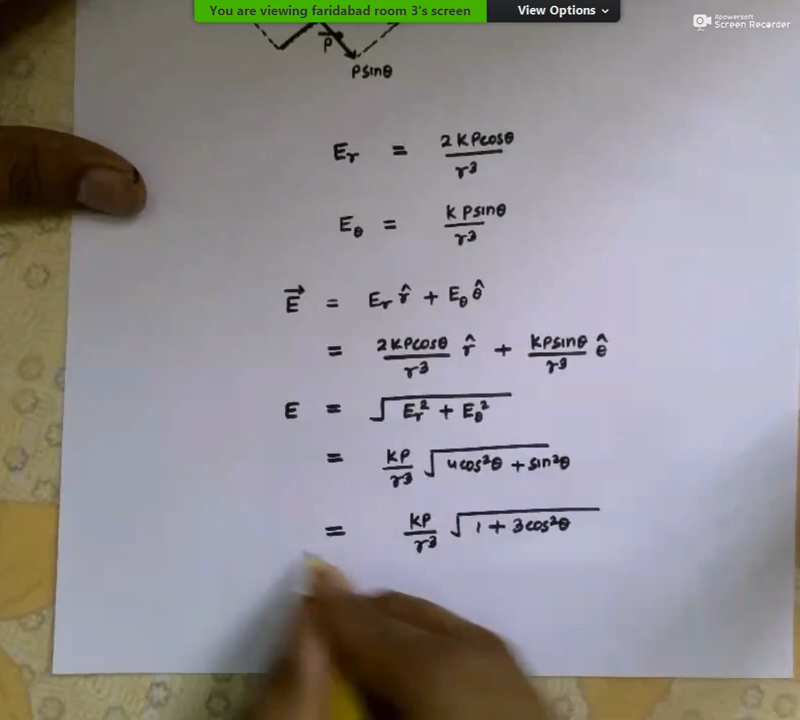 You are viewing faridabad room 3's screen View Options
Apowersoft
Screen Recorder
P
Psinθ
Er = 2KPcosθ/r³
Eθ = KPsinθ/r³
E⃗ = Er r̂ + Eθ θ̂
= 2KPcosθ/r³ r̂ + KPsinθ/r³ θ̂
E = √(Er² + Eθ²)
= KP/r³ √(4cos²θ + sin²θ)
= KP/r³ √(1 + 3cos²θ)